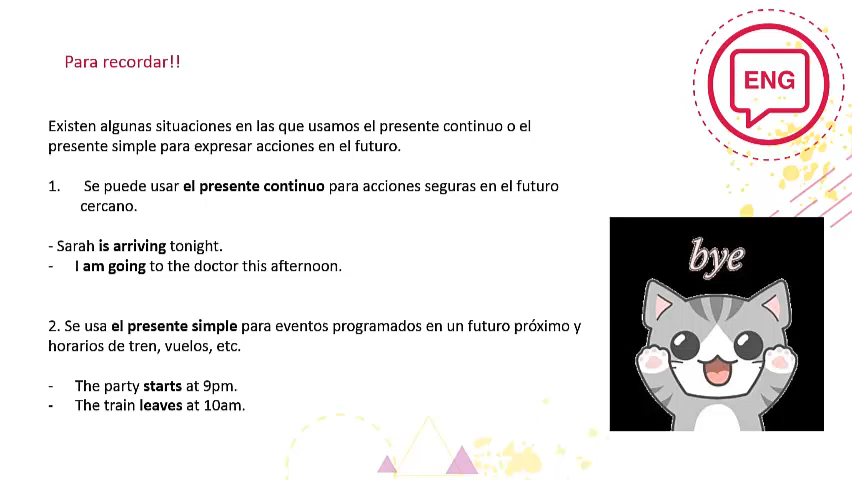 Para recordar!!
ENG
Existen algunas situaciones en las que usamos el presente continuo o el
presente simple para expresar acciones en el futuro.
1. Se puede usar el presente continuo para acciones seguras en el futuro
cercano.
- Sarah is arriving tonight.
- I am going to the doctor this afternoon.
bye
2. Se usa el presente simple para eventos programados en un futuro próximo y
horarios de tren, vuelos, etc.
- The party starts at 9pm.
- The train leaves at 10am.